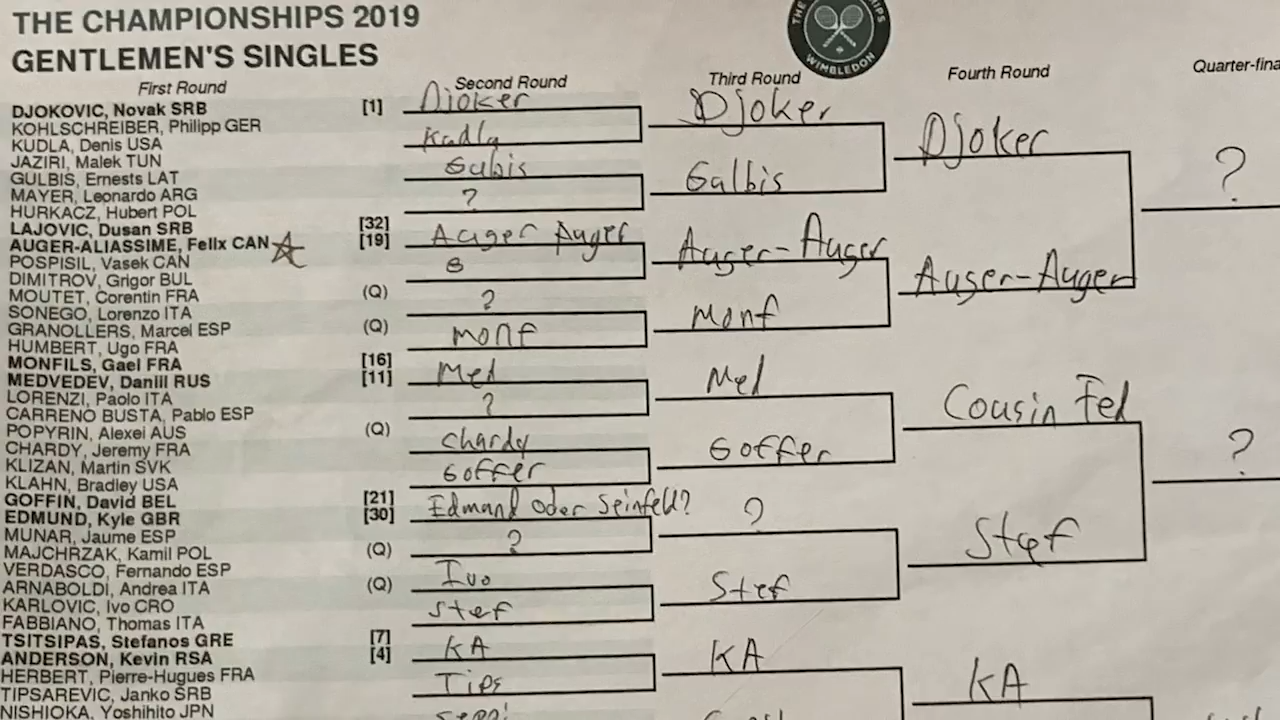 THE CHAMPIONSHIPS 2019
GENTLEMEN'S SINGLES
THE
WIMBLEDON
First Round
Second Round
Third Round
Fourth Round
Quarter-fina
DJOKOVIC, Novak SRB [1]
KOHLSCHREIBER, Philipp GER
KUDLA, Denis USA
JAZIRI, Malek TUN
GULBIS, Ernests LAT
MAYER, Leonardo ARG
HURKACZ, Hubert POL
LAJOVIC, Dusan SRB [32]
AUGER-ALIASSIME, Felix CAN [19]
POSPISIL, Vasek CAN
DIMITROV, Grigor BUL
MOUTET, Corentin FRA (Q)
SONEGO, Lorenzo ITA
GRANOLLERS, Marcel ESP (Q)
HUMBERT, Ugo FRA
MONFILS, Gael FRA [16]
MEDVEDEV, Daniil RUS [11]
LORENZI, Paolo ITA
CARRENO BUSTA, Pablo ESP
POPYRIN, Alexei AUS (Q)
CHARDY, Jeremy FRA
KLIZAN, Martin SVK
KLAHN, Bradley USA
GOFFIN, David BEL [21]
EDMUND, Kyle GBR [30]
MUNAR, Jaume ESP
MAJCHRZAK, Kamil POL (Q)
VERDASCO, Fernando ESP
ARNABOLDI, Andrea ITA (Q)
KARLOVIC, Ivo CRO
FABBIANO, Thomas ITA
TSITSIPAS, Stefanos GRE [7]
ANDERSON, Kevin RSA [4]
HERBERT, Pierre-Hugues FRA
TIPSAREVIC, Janko SRB
NISHIOKA, Yoshihito JPN
Djoker
Kudla
Gulbis
?
Auger Auger
?
Monf
Med
?
Chardy
Goffer
Edmund oder Seinfeld?
?
Ivo
Stef
KA
Tips
Djoker
Galbis
Auger-Auger
Monf
Med
Goffer
?
Stef
KA
Djoker
Auger-Auger
Cousin Fed
Stef
KA
?
?